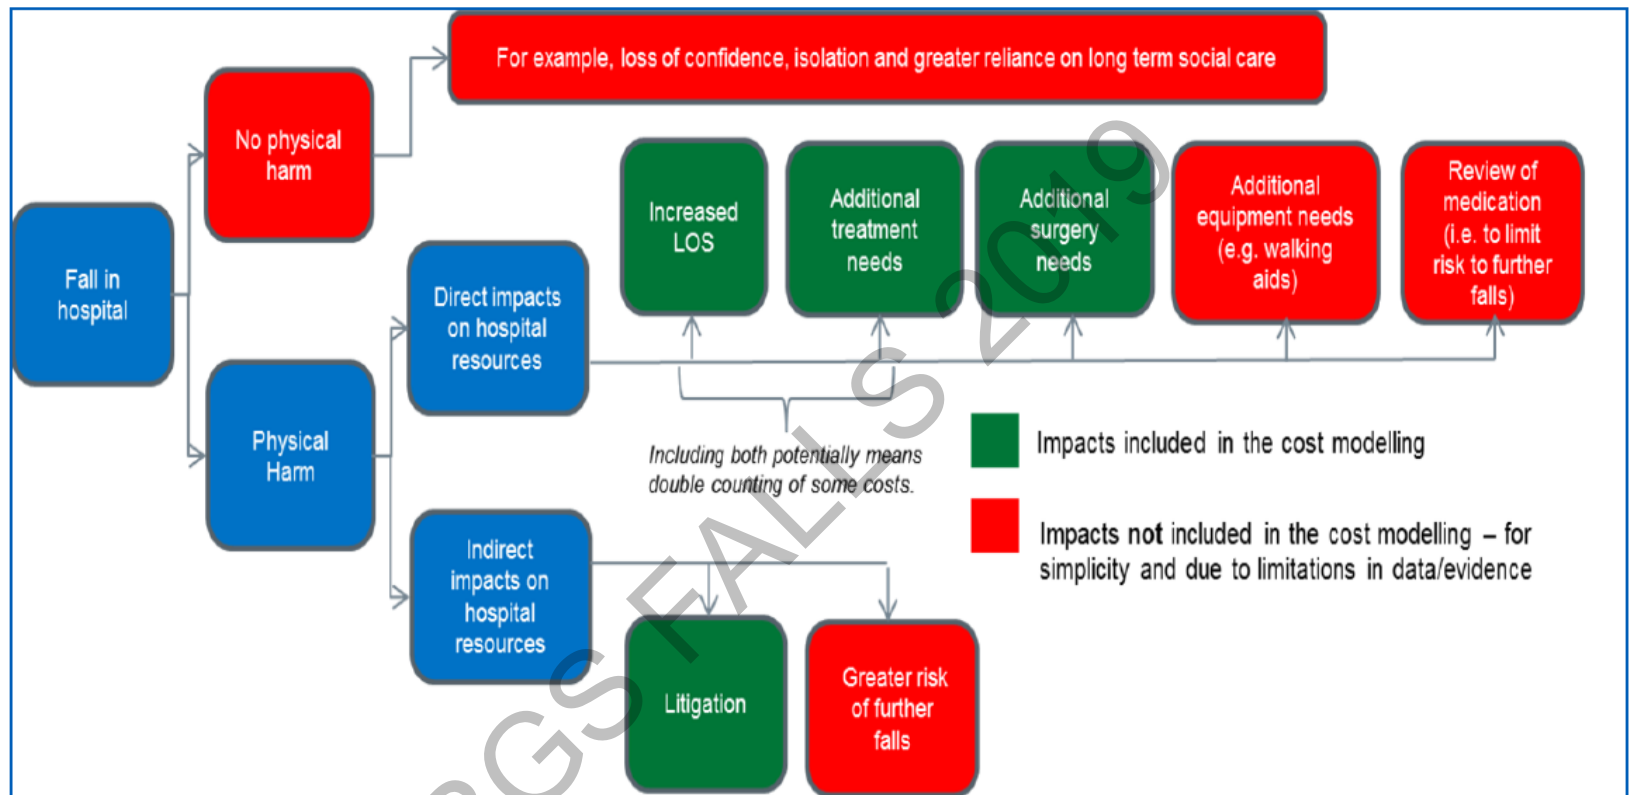 For example, loss of confidence, isolation and greater reliance on long term social care
No physical
harm
Fall in
hospital
Physical
Harm
Direct impacts
on hospital
resources
Increased
LOS
Additional
treatment
needs
Additional
surgery
needs
Additional
equipment needs
(e.g. walking
aids)
Review of
medication
(i.e. to limit
risk to further
falls)
Including both potentially means
double counting of some costs.
Impacts included in the cost modelling
Impacts not included in the cost modelling – for
simplicity and due to limitations in data/evidence
Indirect
impacts on
hospital
resources
Litigation
Greater risk
of further
falls
GS FALLS 2019